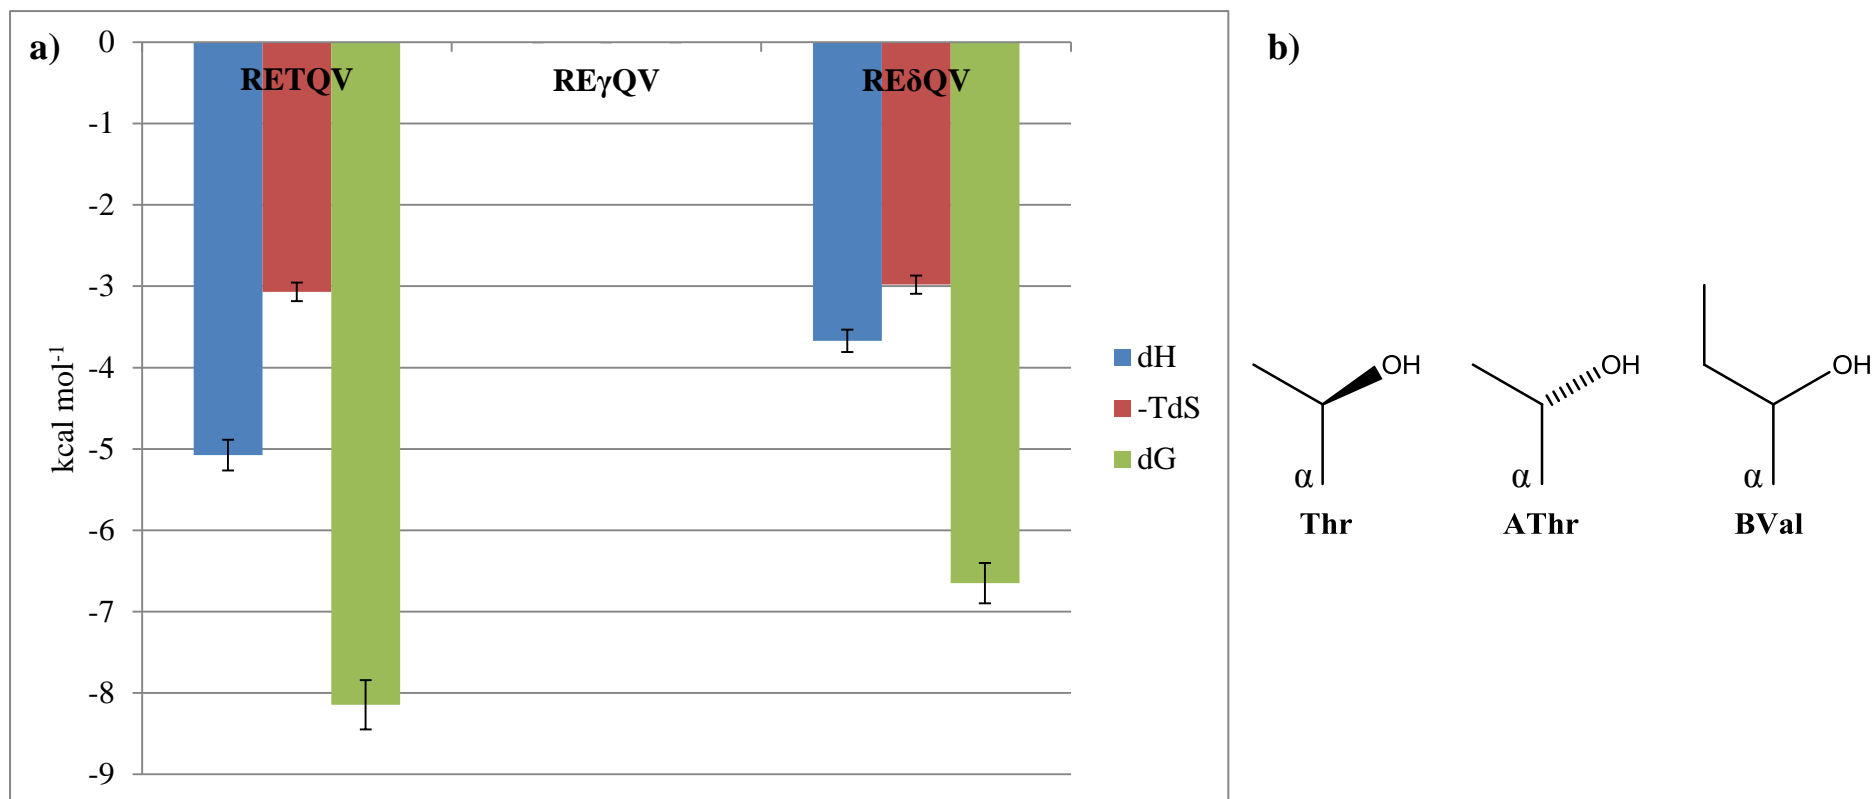 a)
0
-1
-2
-3
-4
-5
-6
-7
-8
-9
kcal mol⁻¹
RETQV
REγQV
REδQV
dH
-TdS
dG
b)
OH
α
Thr
OH
α
AThr
OH
α
BVal